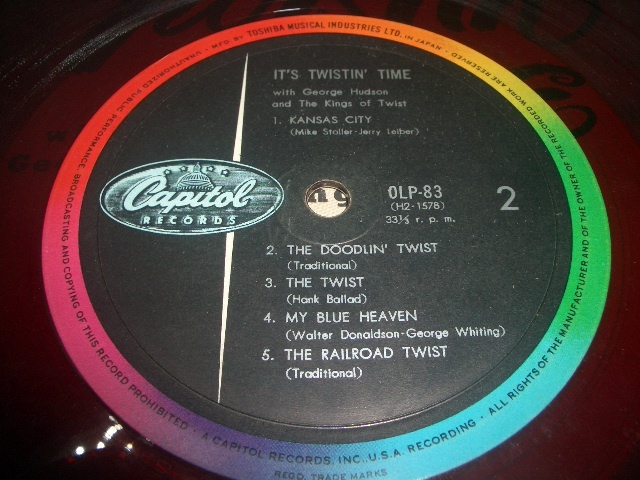 IT'S TWISTIN' TIME
with George Hudson
and The Kings of Twist
1. KANSAS CITY
(Mike Stoller-Jerry Leiber)
Capitol
RECORDS
OLP-83
(H2-1578)
33⅓ r. p. m.
2
2. THE DOODLIN' TWIST
(Traditional)
3. THE TWIST
(Hank Ballad)
4. MY BLUE HEAVEN
(Walter Donaldson-George Whiting)
5. THE RAILROAD TWIST
(Traditional)
MFG. BY TOSHIBA MUSICAL INDUSTRIES LTD. IN JAPAN · ALL RIGHTS OF THE MANUFACTURER AND OF THE OWNER OF THE RECORDED WORK ARE RESERVED
UNAUTHORIZED PUBLIC PERFORMANCE, BROADCASTING AND COPYING OF THIS RECORD PROHIBITED · A CAPITOL RECORDS, INC., U.S.A. RECORDING ·
REGD. TRADE MARKS